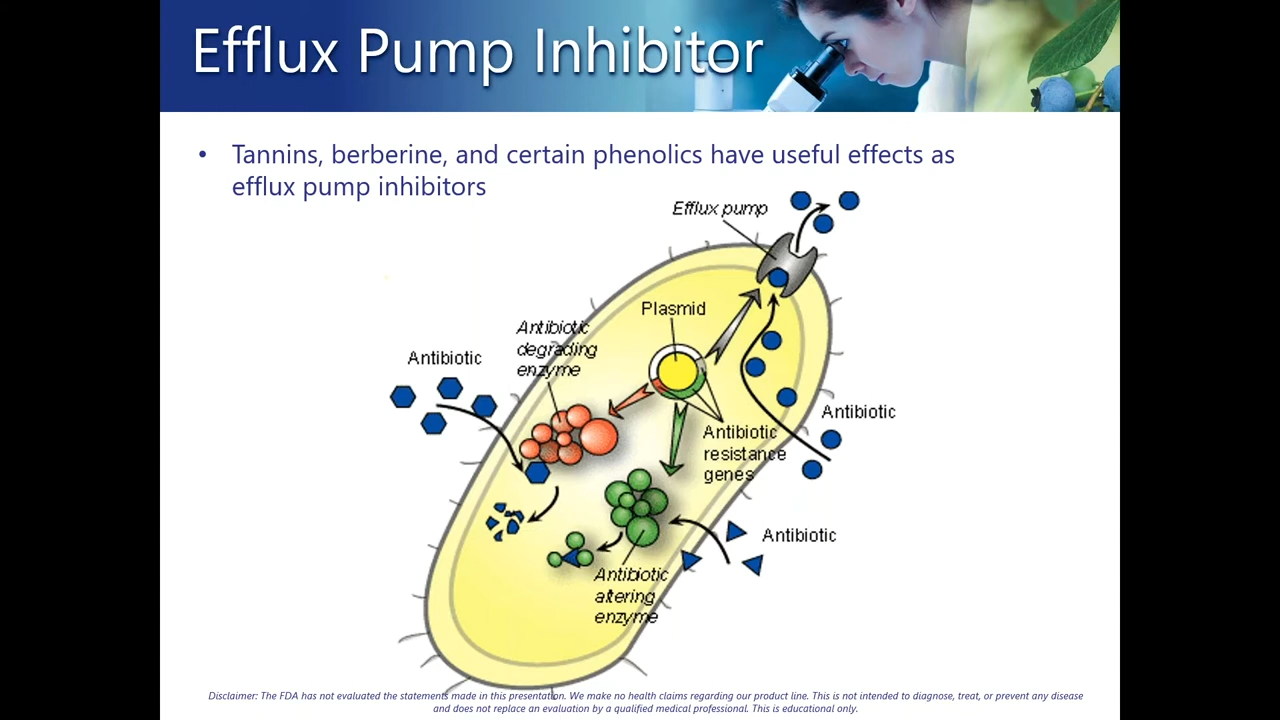 Efflux Pump Inhibitor
• Tannins, berberine, and certain phenolics have useful effects as
efflux pump inhibitors
Efflux pump
Plasmid
Antibiotic
degrading
enzyme
Antibiotic
Antibiotic
Antibiotic
resistance
genes
Antibiotic
Antibiotic
altering
enzyme
Disclaimer: The FDA has not evaluated the statements made in this presentation. We make no health claims regarding our product line. This is not intended to diagnose, treat, or prevent any disease
and does not replace an evaluation by a qualified medical professional. This is educational only.